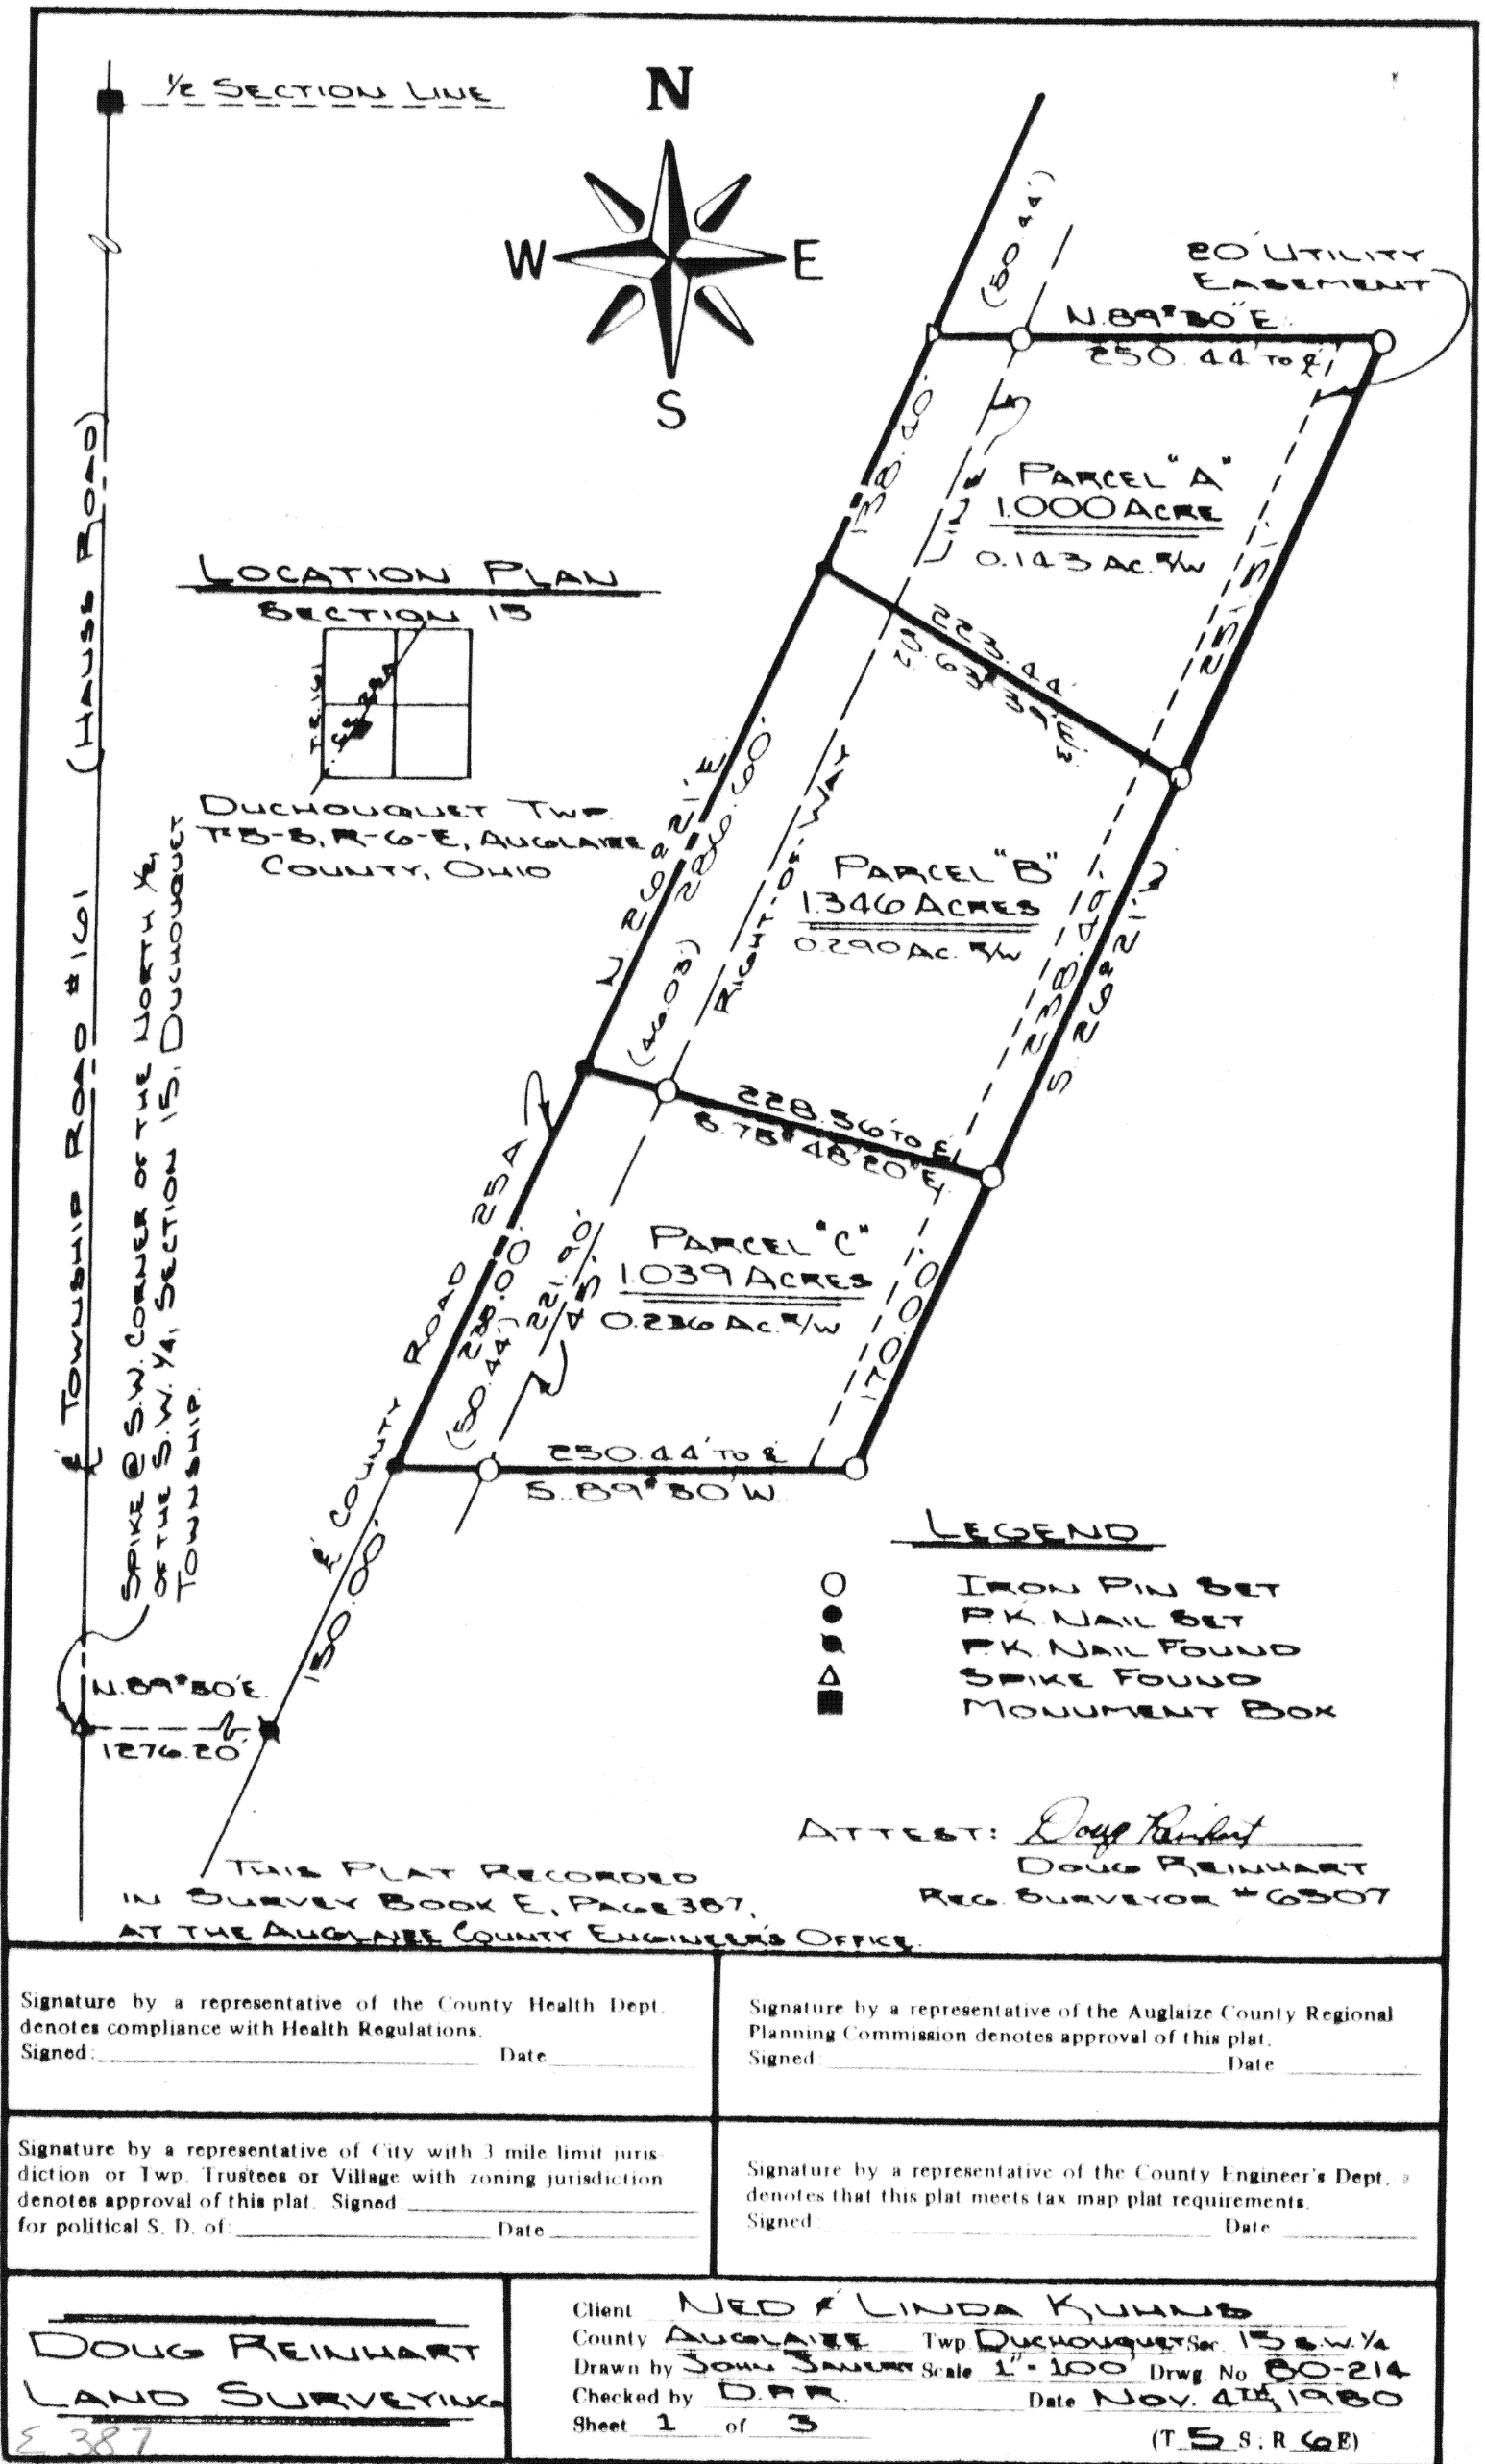 1/2 SECTION LINE
N
W
E
S
20' UTILITY
EASEMENT
N. 89° 30' E.
250.44' TO ℄
(50.44')
138.40'
LINE
PARCEL "A"
1.000 ACRE
0.143 AC. R/W
251.51'
223.44'
LOCATION PLAN
SECTION 15
T.R. 161
DUCHOUQUET TWP.
T-5-S, R-6-E, AUGLAIZE
COUNTY, OHIO
TOWNSHIP ROAD #161 (HAUSS ROAD)
SPIKE @ S.W. CORNER OF THE NORTH 1/2,
OF THE S.W. 1/4, SECTION 15, DUCHOUQUET
TOWNSHIP.
N. 26° 21' E.
286.60'
RIGHT-OF-WAY
PARCEL "B"
1.346 ACRES
0.290 AC. R/W
238.49'
S. 26° 21' W
(46.03')
228.56' TO ℄
S. 75° 48' 20" E.
℄ COUNTY ROAD 25A
221.90'
45'
(50.44')
PARCEL "C"
1.039 ACRES
0.236 AC. R/W
170.00'
250.44' TO ℄
S. 89° 30' W.
150.00'
N. 89° 30' E.
1276.20'
LEGEND
IRON PIN SET
P.K. NAIL SET
P.K. NAIL FOUND
SPIKE FOUND
MONUMENT BOX
ATTEST: Doug Reinhart
DOUG REINHART
REG. SURVEYOR #6307
THIS PLAT RECORDED
IN SURVEY BOOK E, PAGE 387,
AT THE AUGLAIZE COUNTY ENGINEER'S OFFICE.
Signature by a representative of the County Health Dept.
denotes compliance with Health Regulations.
Signed: Date
Signature by a representative of the Auglaize County Regional
Planning Commission denotes approval of this plat.
Signed: Date
Signature by a representative of City with 3 mile limit juris-
diction or Twp. Trustees or Village with zoning jurisdiction
denotes approval of this plat. Signed:
for political S. D. of: Date
Signature by a representative of the County Engineer's Dept.
denotes that this plat meets tax map plat requirements.
Signed: Date
DOUG REINHART
LAND SURVEYING
E 387
Client NED & LINDA KUHNS
County AUGLAIZE Twp. DUCHOUQUET Sec. 15 S.W. 1/4
Drawn by JOHN Scale 1" = 100' Drwg. No 80-214
Checked by D.A.R. Date NOV. 4TH, 1980
Sheet 1 of 3
(T 5 S; R 6 E)